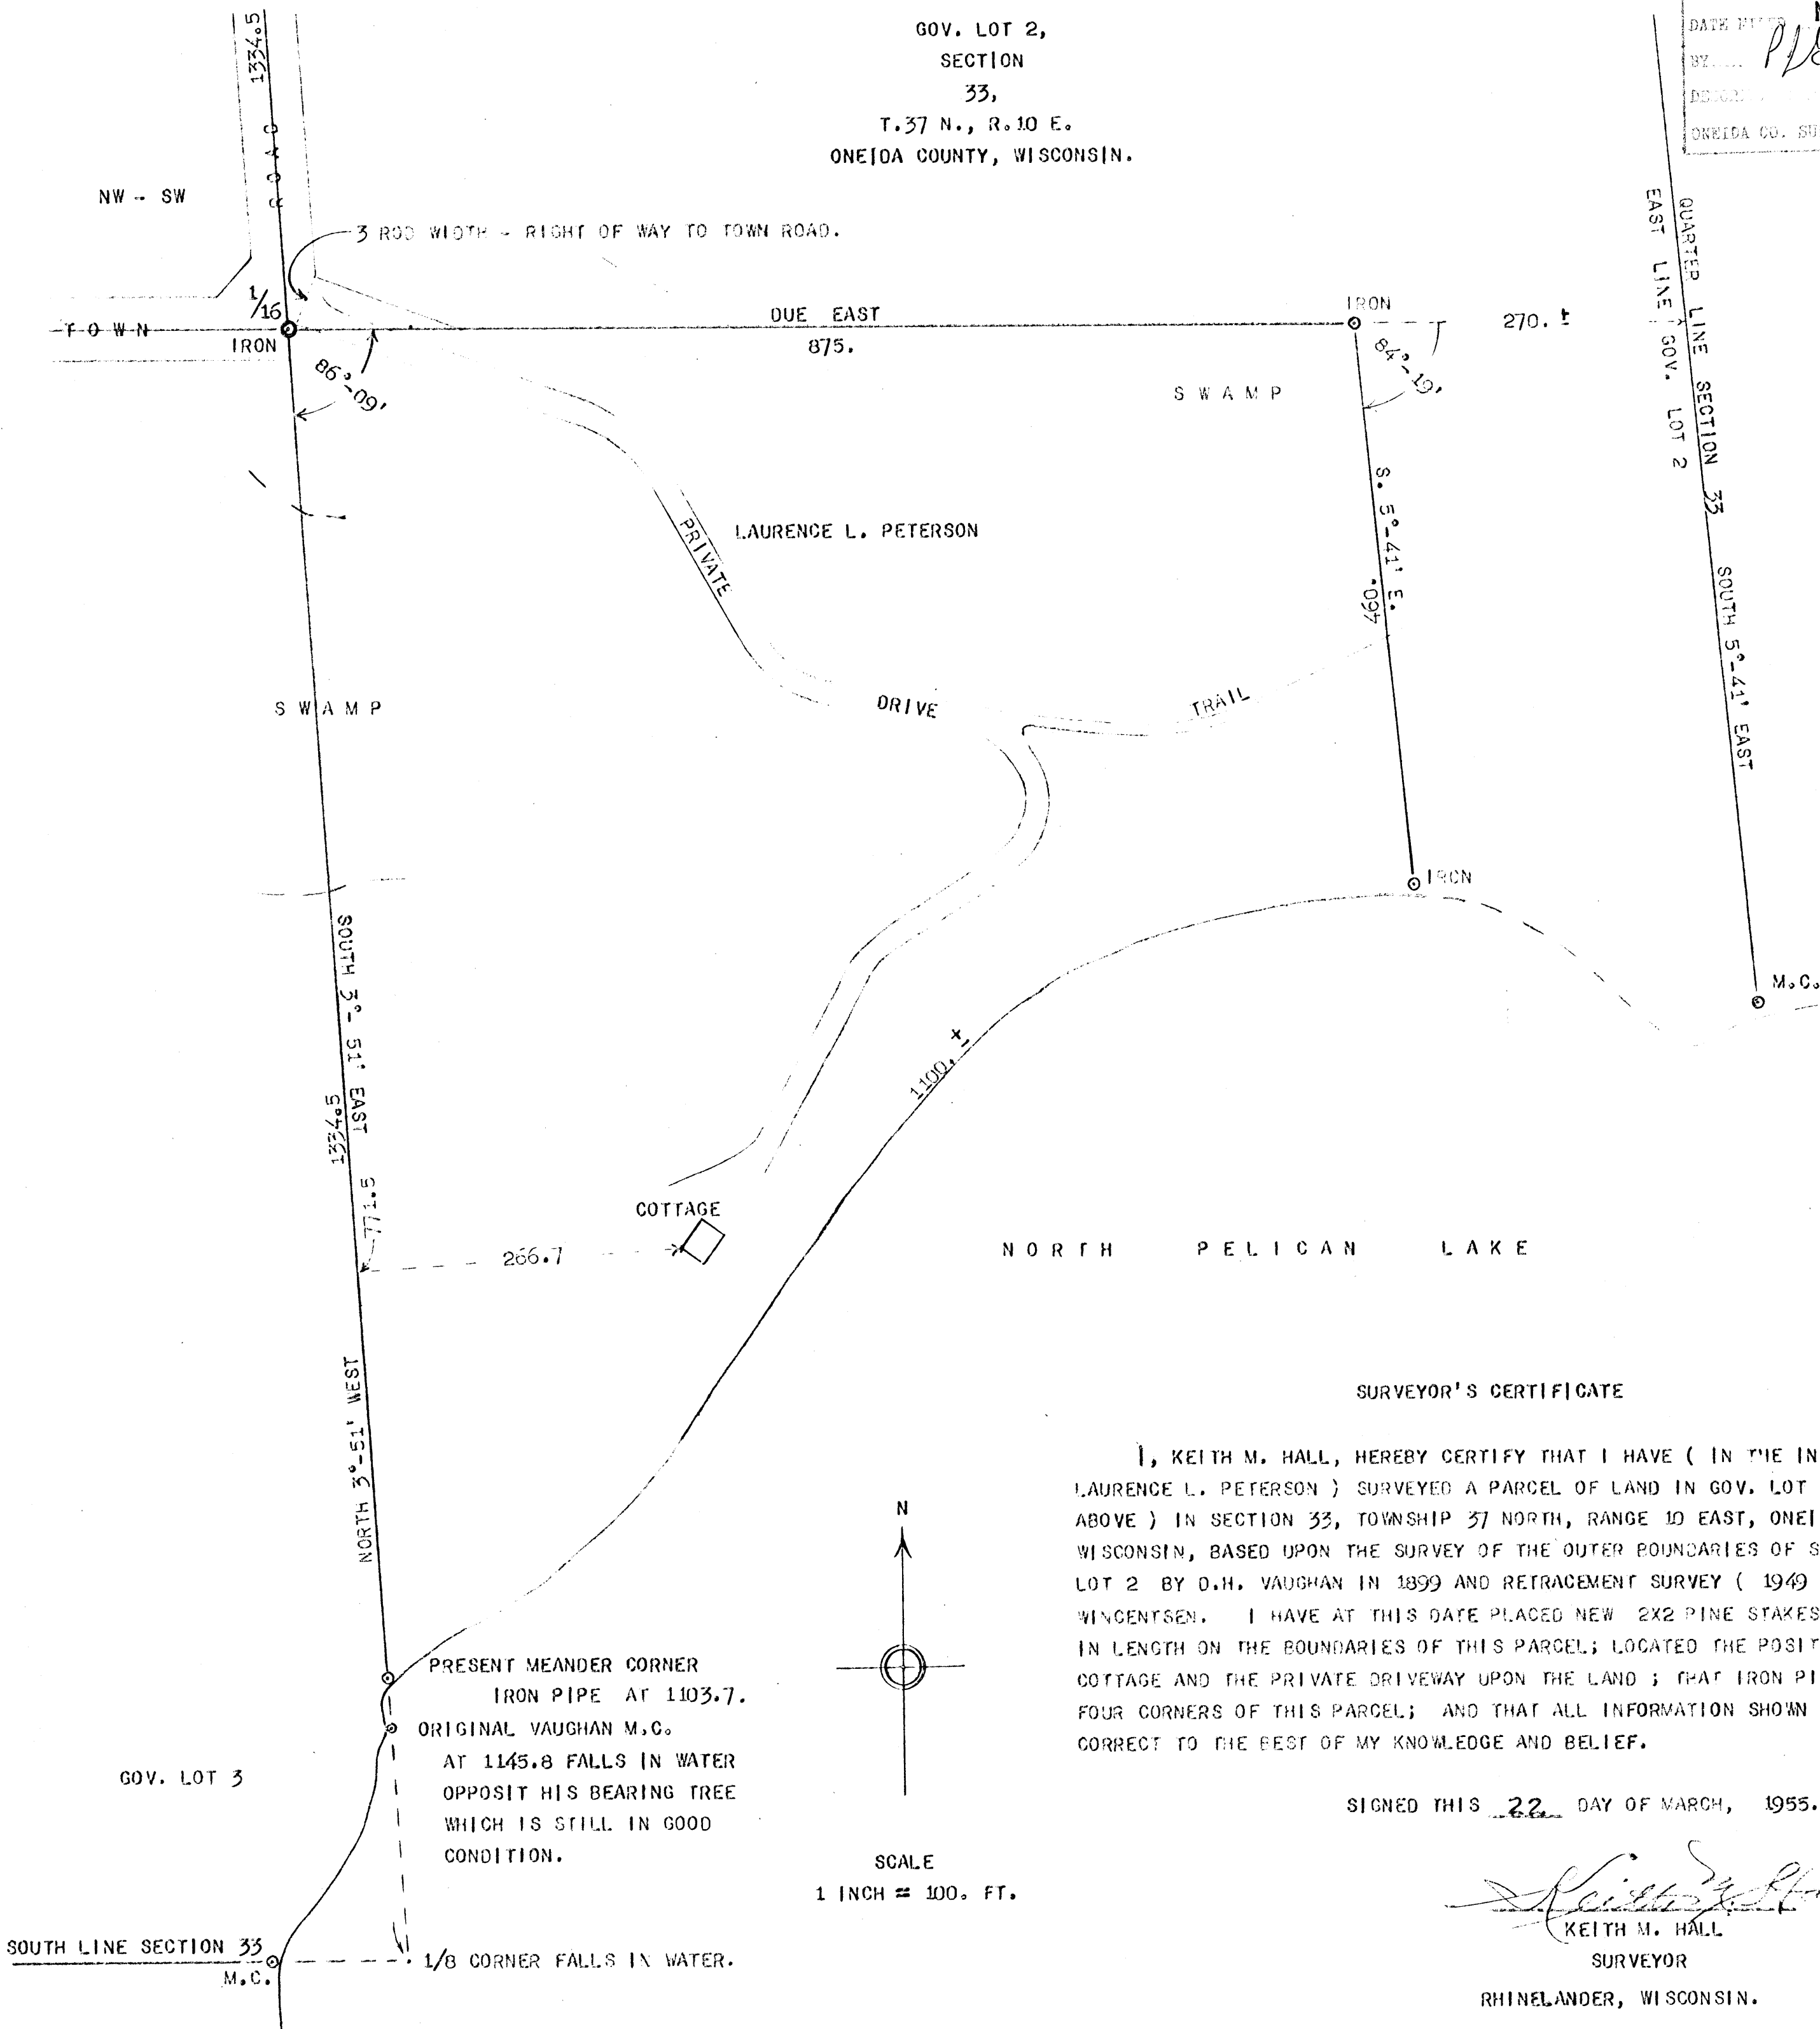 GOV. LOT 2,
SECTION
33,
T.37 N., R.10 E.
ONEIDA COUNTY, WISCONSIN.
DATE
BY
ONEIDA CO. SU
1334.5
ROAD
NW - SW
3 ROD WIDTH - RIGHT OF WAY TO TOWN ROAD.
1/16
TOWN
IRON
86°-09'
DUE EAST
875.
IRON
270. ±
84°-19'
SWAMP
QUARTER LINE SECTION 33 SOUTH 5°-41' EAST
EAST LINE GOV. LOT 2
S. 5°-41' E.
460.
LAURENCE L. PETERSON
PRIVATE
DRIVE
TRAIL
SWAMP
IRON
M.C.
SOUTH 3°- 51' EAST
1334.5
771.5
1100. ±
COTTAGE
266.7
NORTH PELICAN LAKE
NORTH 3°-51' WEST
SURVEYOR'S CERTIFICATE
I, KEITH M. HALL, HEREBY CERTIFY THAT I HAVE ( IN THE IN
LAURENCE L. PETERSON ) SURVEYED A PARCEL OF LAND IN GOV. LOT
ABOVE ) IN SECTION 33, TOWNSHIP 37 NORTH, RANGE 10 EAST, ONEI
WISCONSIN, BASED UPON THE SURVEY OF THE OUTER BOUNDARIES OF S
LOT 2 BY O.H. VAUGHAN IN 1899 AND RETRACEMENT SURVEY ( 1949
WINCENTSEN. I HAVE AT THIS DATE PLACED NEW 2X2 PINE STAKES
IN LENGTH ON THE BOUNDARIES OF THIS PARCEL; LOCATED THE POSIT
COTTAGE AND THE PRIVATE DRIVEWAY UPON THE LAND ; THAT IRON PI
FOUR CORNERS OF THIS PARCEL; AND THAT ALL INFORMATION SHOWN
CORRECT TO THE BEST OF MY KNOWLEDGE AND BELIEF.
SIGNED THIS 22 DAY OF MARCH, 1955.
KEITH M. HALL
SURVEYOR
RHINELANDER, WISCONSIN.
N
SCALE
1 INCH = 100. FT.
PRESENT MEANDER CORNER
IRON PIPE AT 1103.7.
ORIGINAL VAUGHAN M.C.
AT 1145.8 FALLS IN WATER
OPPOSIT HIS BEARING TREE
WHICH IS STILL IN GOOD
CONDITION.
GOV. LOT 3
SOUTH LINE SECTION 33
M.C.
1/8 CORNER FALLS IN WATER.